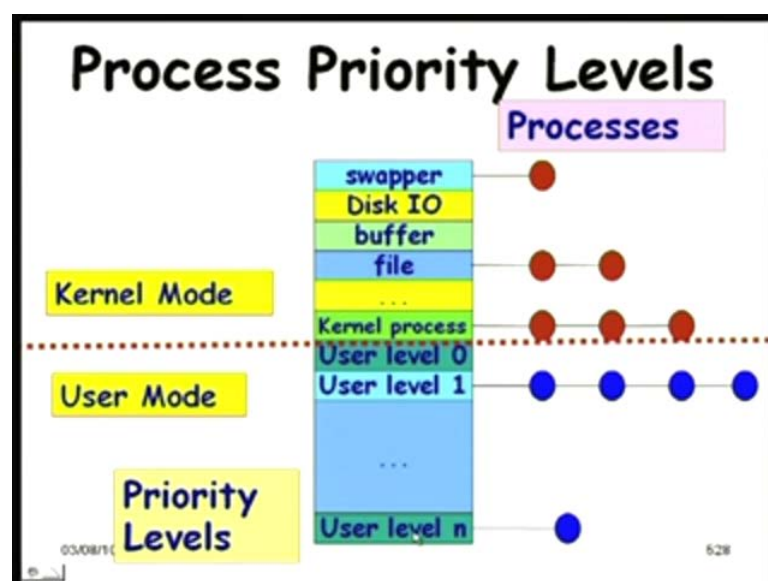 Process Priority Levels
Processes
swapper
Disk IO
buffer
file
...
Kernel Mode
Kernel process
User level 0
User level 1
User Mode
...
Priority
Levels
User level n
528